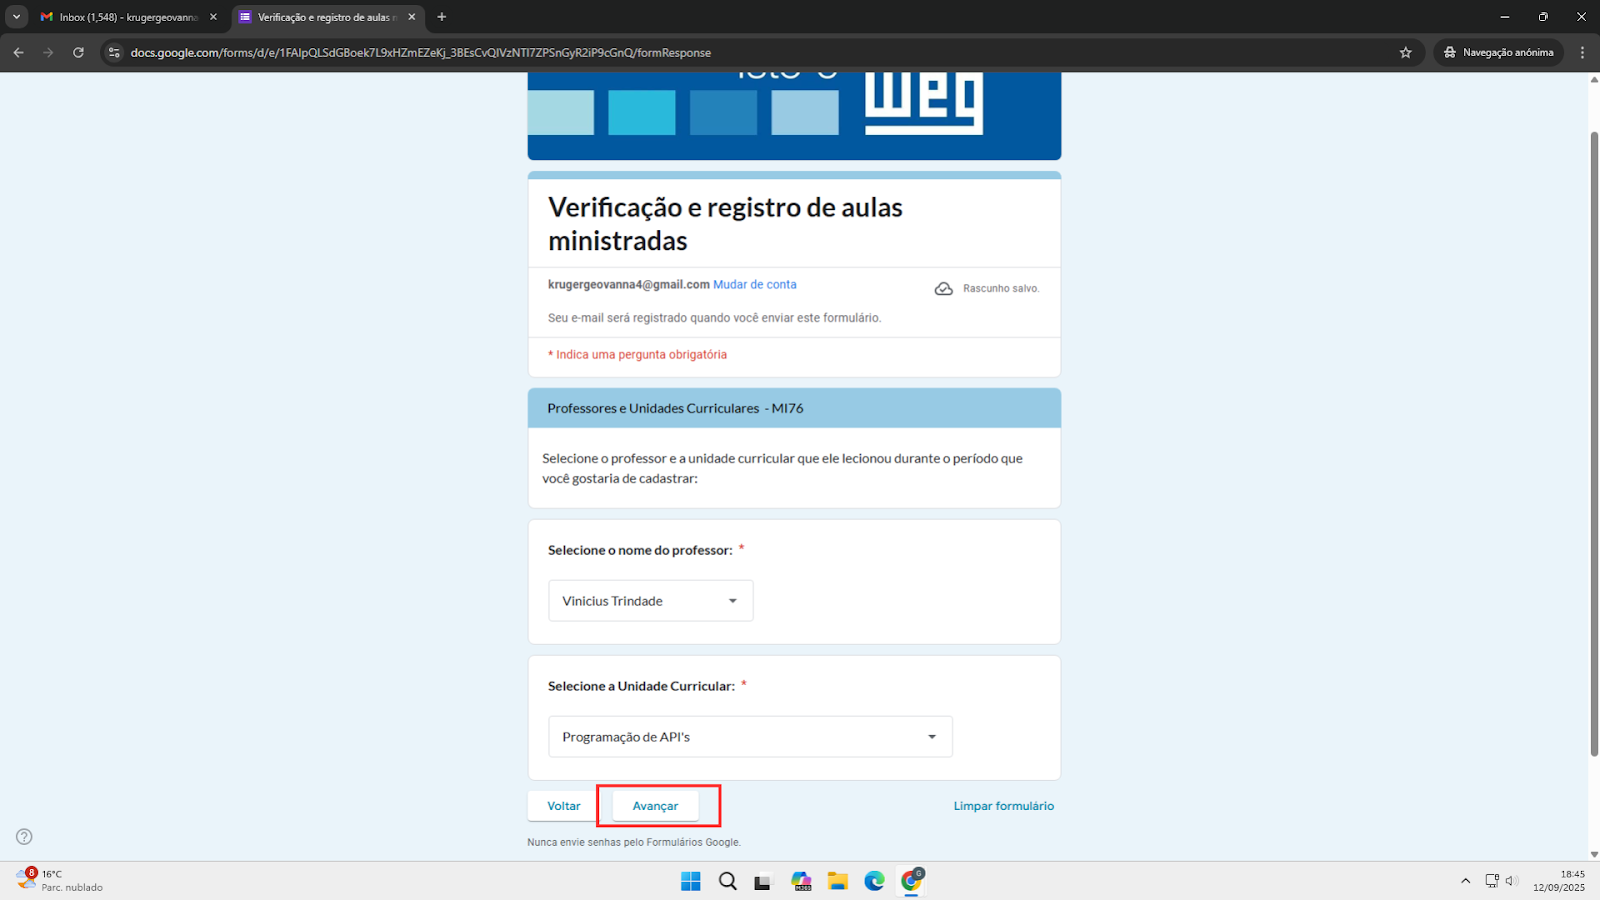 Inbox (1,548) - krugergeovanna
Verificação e registro de aulas n
docs.google.com/forms/d/e/1FAIpQLSdGBoek7L9xHZmEZeKj_3BEsCvQIVzNTI7ZPSnGyR2iP9cGnQ/formResponse
Navegação anónima
weg
Verificação e registro de aulas
ministradas
krugergeovanna4@gmail.com Mudar de conta
Rascunho salvo.
Seu e-mail será registrado quando você enviar este formulário.
* Indica uma pergunta obrigatória
Professores e Unidades Curriculares - MI76
Selecione o professor e a unidade curricular que ele lecionou durante o período que
você gostaria de cadastrar:
Selecione o nome do professor: *
Vinicius Trindade
Selecione a Unidade Curricular: *
Programação de API's
Voltar
Avançar
Limpar formulário
Nunca envie senhas pelo Formulários Google.
8
16°C
Parc. nublado
M365
G
18:45
12/09/2025